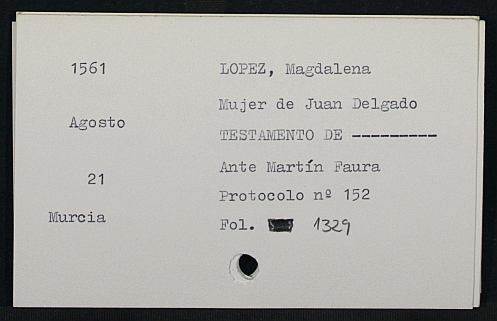 1561
LOPEZ, Magdalena
Mujer de Juan Delgado
Agosto
TESTAMENTO DE ---------
Ante Martín Faura
21
Protocolo nº 152
Murcia
Fol. 1329